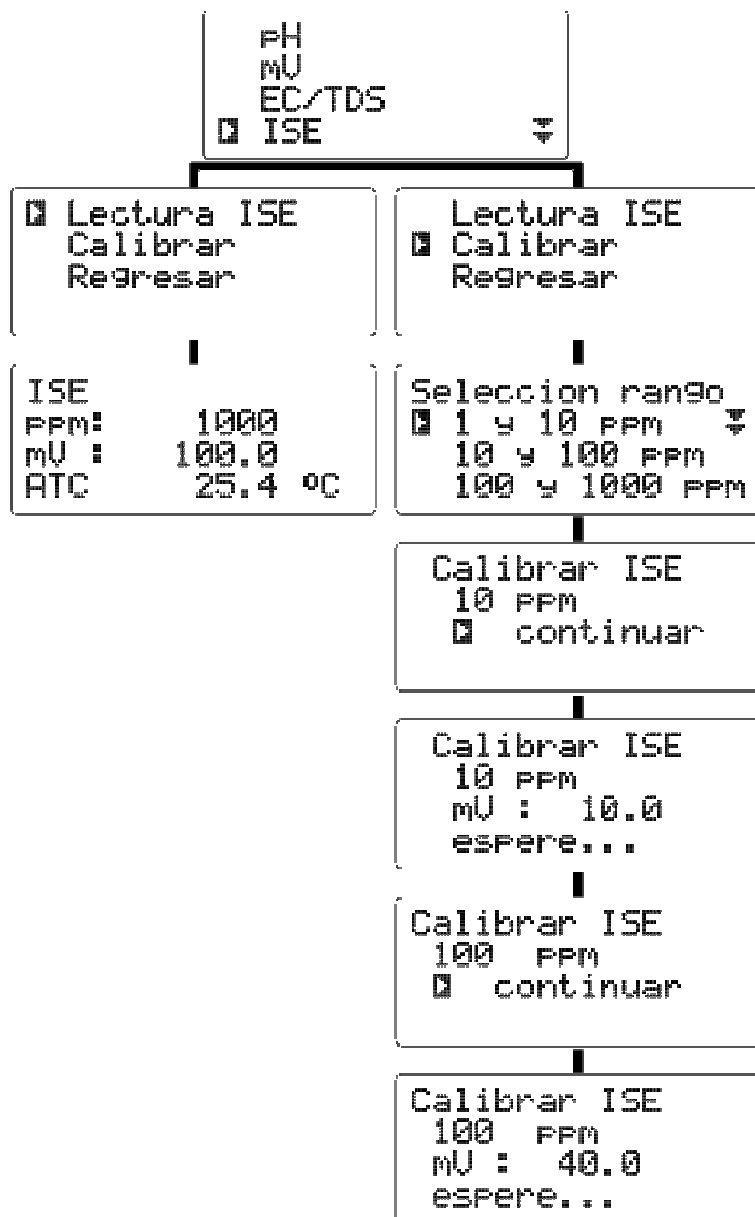 pH
mV
EC/TDS
ISE
Lectura ISE
Calibrar
Regresar
Lectura ISE
Calibrar
Regresar
ISE
ppm: 1000
mV : 100.0
ATC 25.4 ºC
Seleccion rango
1 y 10 ppm
10 y 100 ppm
100 y 1000 ppm
Calibrar ISE
10 ppm
continuar
Calibrar ISE
10 ppm
mV : 10.0
espere...
Calibrar ISE
100 ppm
continuar
Calibrar ISE
100 ppm
mV : 40.0
espere...